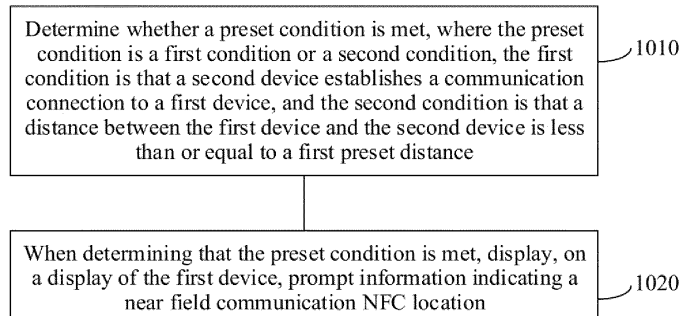 Determine whether a preset condition is met, where the preset
condition is a first condition or a second condition, the first
condition is that a second device establishes a communication
connection to a first device, and the second condition is that a
distance between the first device and the second device is less
than or equal to a first preset distance
1010
When determining that the preset condition is met, display, on
a display of the first device, prompt information indicating a
near field communication NFC location
1020